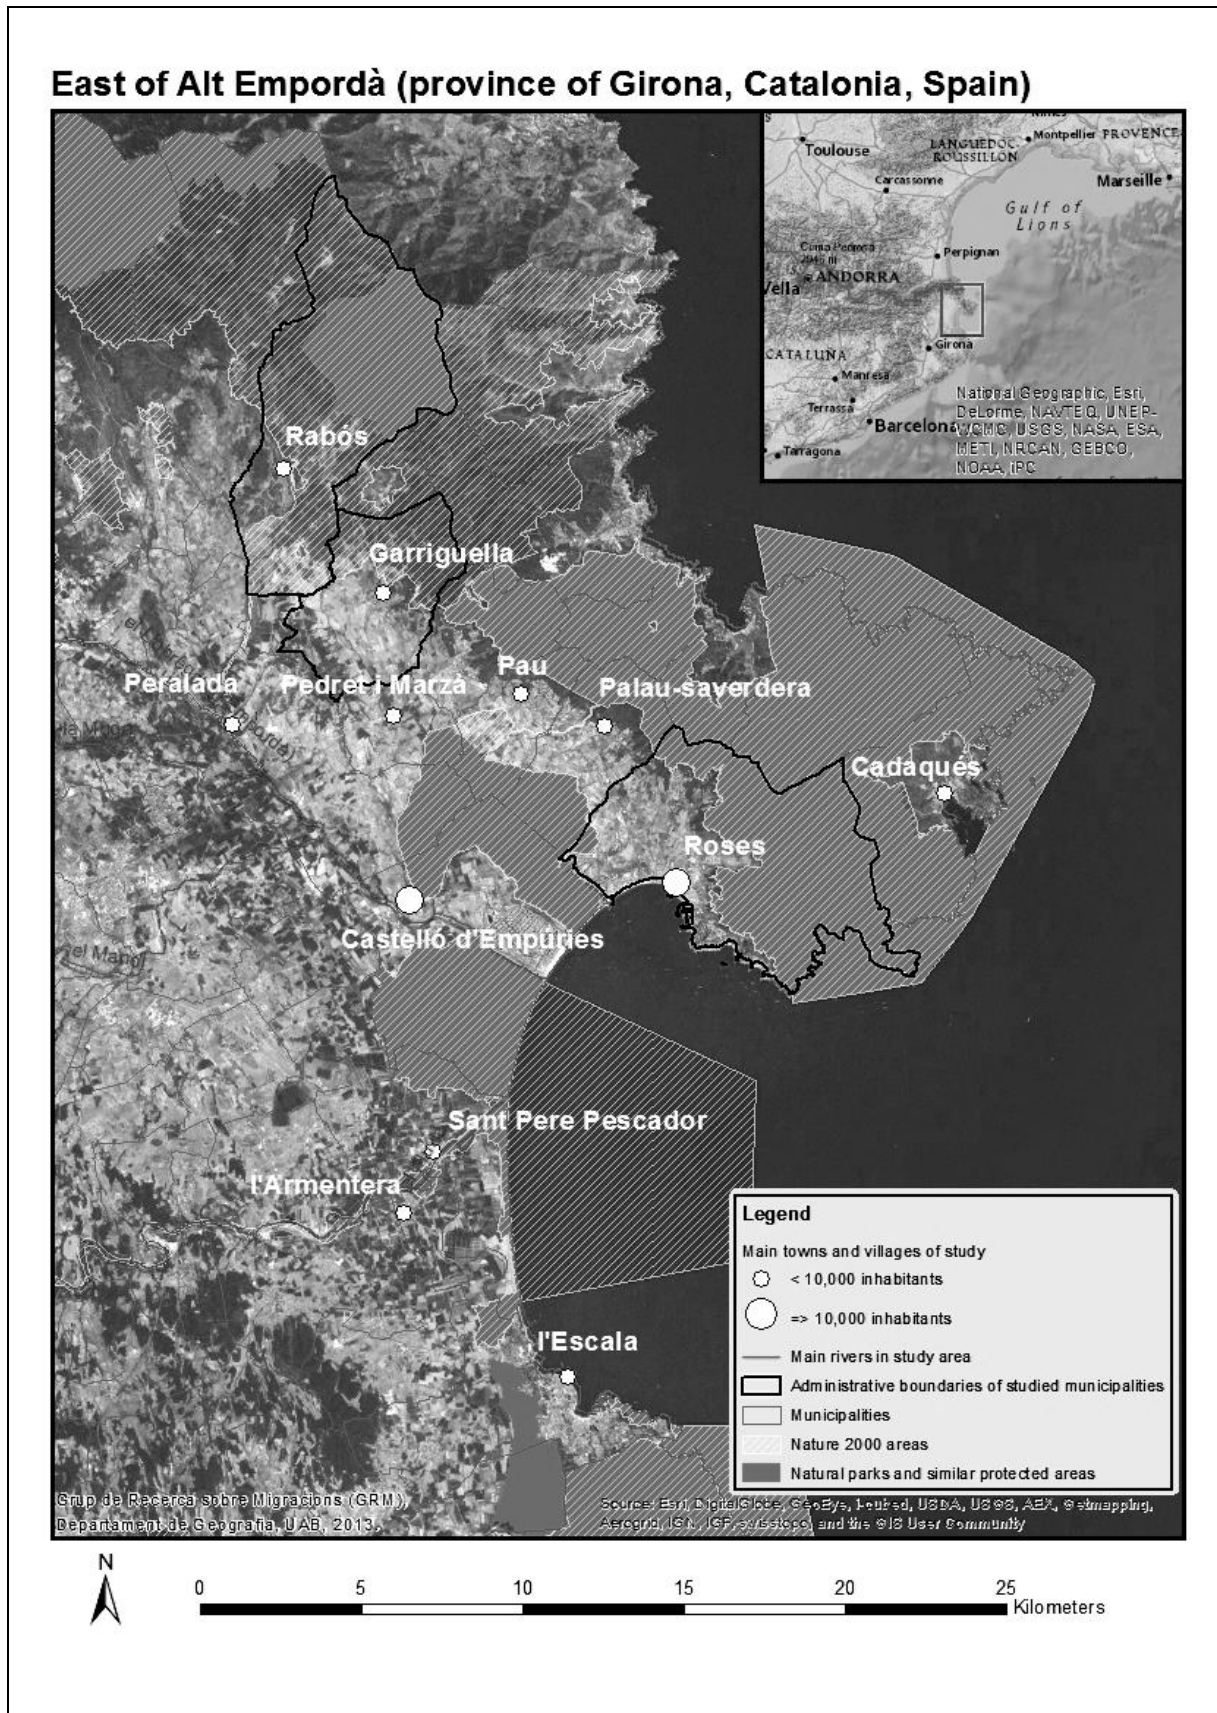 East of Alt Empordà (province of Girona, Catalonia, Spain)
Montpellier PROVENCE
LANGUEDOC-
ROUSSILLON
Toulouse
Carcassonne
Marseille
Gulf of
Lions
Perpignan
2946 m
ANDORRA
Vella
Girona
CATALUÑA
Manresa
Terrassa
Barcelona
Tarragona
National Geographic, Esri,
DeLorme, NAVTEQ, UNEP-
WCMC, USGS, NASA, ESA,
METI, NRCAN, GEBCO,
NOAA, iPC
Rabós
Garriguella
Pau
Peralada
Pedret i Marzà
Palau-saverdera
Cadaqués
Roses
Castelló d'Empúries
Sant Pere Pescador
l'Armentera
l'Escala
Legend
Main towns and villages of study
< 10,000 inhabitants
=> 10,000 inhabitants
Main rivers in study area
Administrative boundaries of studied municipalities
Municipalities
Nature 2000 areas
Natural parks and similar protected areas
Grup de Recerca sobre Migracions (GRM),
Departament de Geografia, UAB, 2013.
Source: Esri, DigitalGlobe, GeoEye, i-cubed, USDA, USGS, AEX, Getmapping,
Aerogrid, IGN, IGP, swisstopo, and the GIS User Community
N
0 5 10 15 20 25
Kilometers